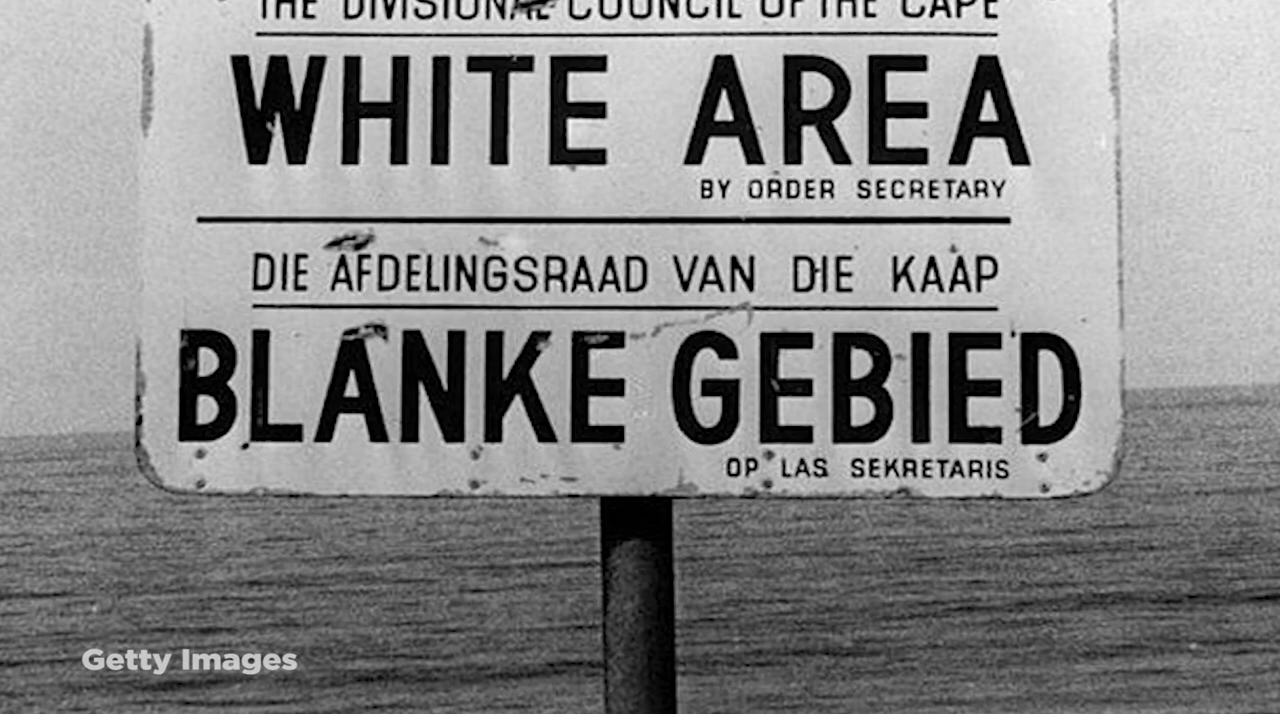 THE DIVISIONAL COUNCIL OF THE CAPE
WHITE AREA
BY ORDER SECRETARY
DIE AFDELINGSRAAD VAN DIE KAAP
BLANKE GEBIED
OP LAS SEKRETARIS
Getty Images